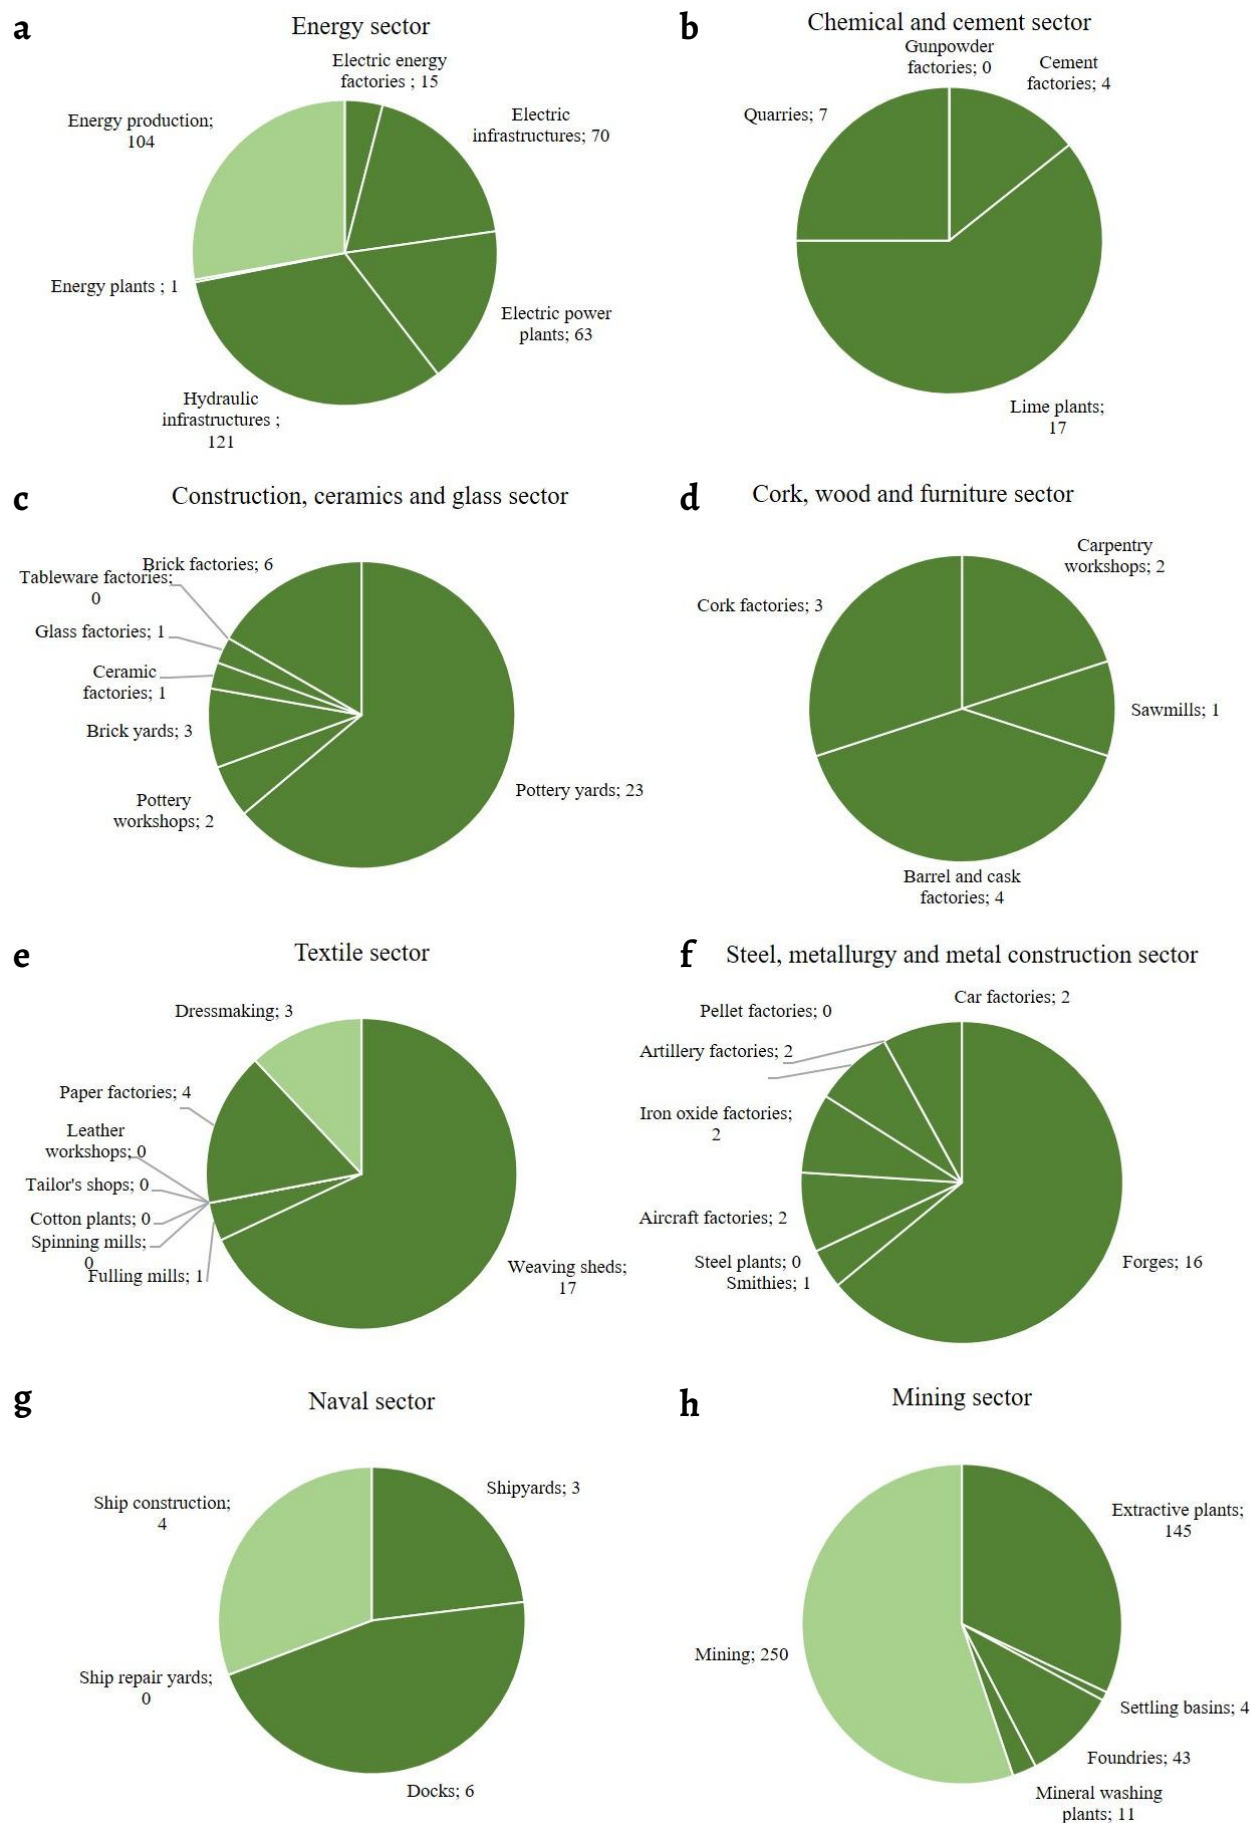 a
Energy sector
Electric energy
factories ; 15
Electric
infrastructures; 70
Electric power
plants; 63
Hydraulic
infrastructures ;
121
Energy plants ; 1
Energy production;
104
b
Chemical and cement sector
Gunpowder
factories; 0
Cement
factories; 4
Lime plants;
17
Quarries; 7
c
Construction, ceramics and glass sector
Brick factories; 6
Tableware factories;
0
Glass factories; 1
Ceramic
factories; 1
Brick yards; 3
Pottery
workshops; 2
Pottery yards; 23
d
Cork, wood and furniture sector
Carpentry
workshops; 2
Sawmills; 1
Barrel and cask
factories; 4
Cork factories; 3
e
Textile sector
Dressmaking; 3
Paper factories; 4
Leather
workshops; 0
Tailor's shops; 0
Cotton plants; 0
Spinning mills;
0
Fulling mills; 1
Weaving sheds;
17
f
Steel, metallurgy and metal construction sector
Car factories; 2
Pellet factories; 0
Artillery factories; 2
Iron oxide factories;
2
Aircraft factories; 2
Steel plants; 0
Smithies; 1
Forges; 16
g
Naval sector
Shipyards; 3
Ship construction;
4
Ship repair yards;
0
Docks; 6
h
Mining sector
Extractive plants;
145
Settling basins; 4
Foundries; 43
Mineral washing
plants; 11
Mining; 250